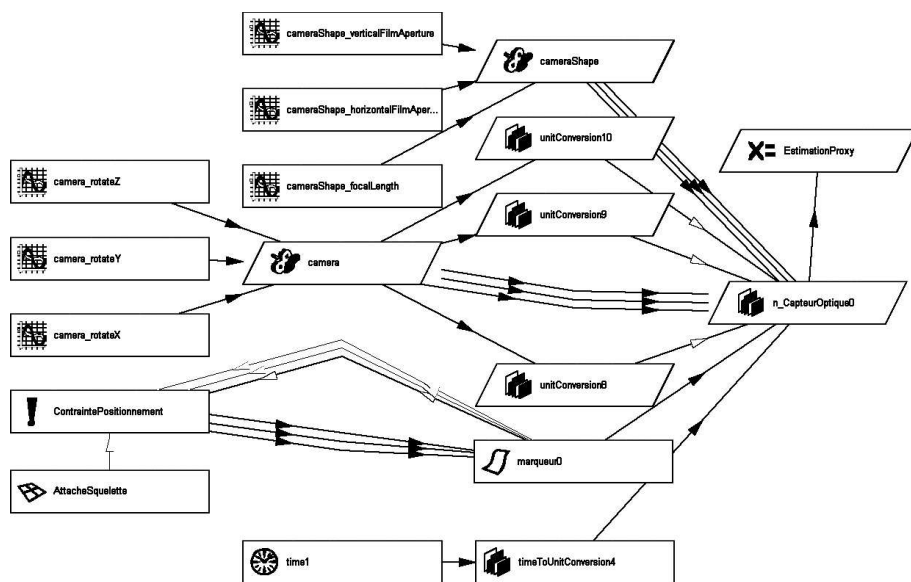 cameraShape_verticalFilmAperture
cameraShape
cameraShape_horizontalFilmAper...
unitConversion10
EstimationProxy
camera_rotateZ
cameraShape_focalLength
unitConversion9
camera_rotateY
camera
n_CapteurOptique0
camera_rotateX
unitConversion8
ContraintePositionnement
marqueur0
AttacheSquelette
time1
timeToUnitConversion4